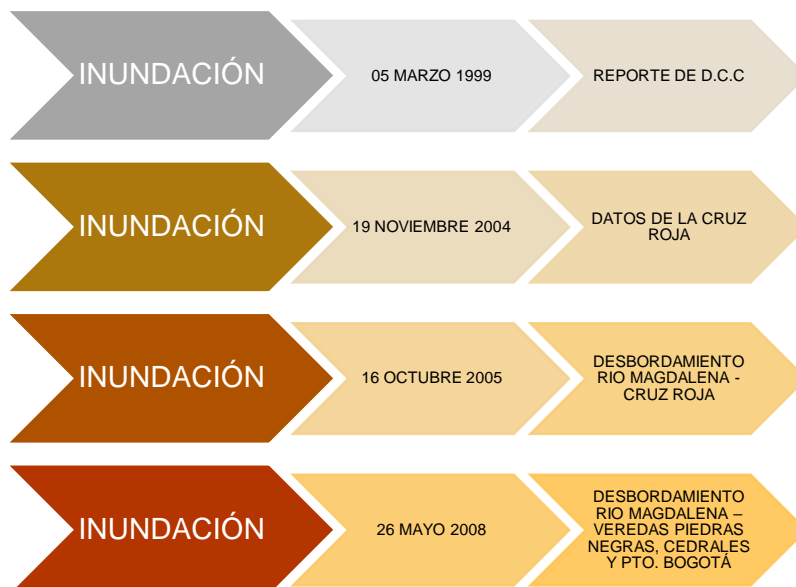 INUNDACIÓN
05 MARZO 1999
REPORTE DE D.C.C
INUNDACIÓN
19 NOVIEMBRE 2004
DATOS DE LA CRUZ
ROJA
INUNDACIÓN
16 OCTUBRE 2005
DESBORDAMIENTO
RIO MAGDALENA -
CRUZ ROJA
INUNDACIÓN
26 MAYO 2008
DESBORDAMIENTO
RIO MAGDALENA –
VEREDAS PIEDRAS
NEGRAS, CEDRALES
Y PTO. BOGOTÁ